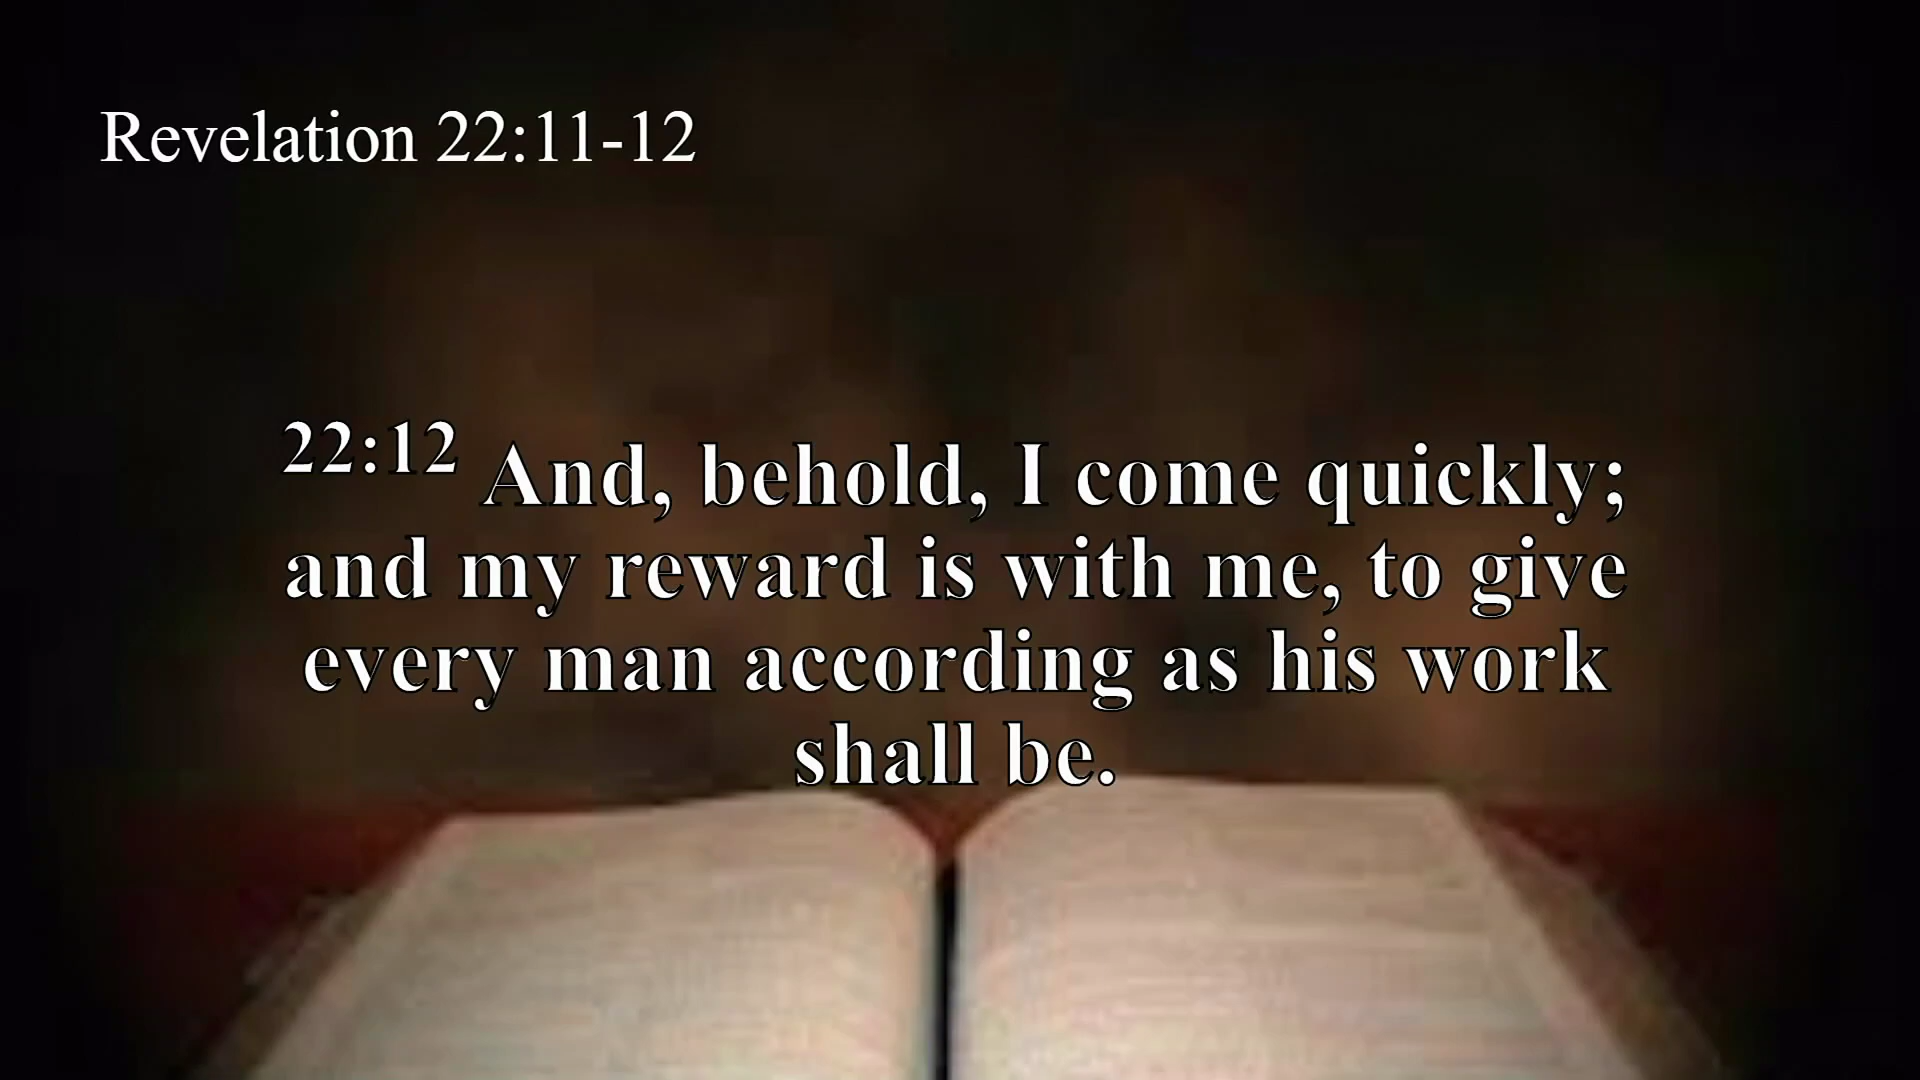 Revelation 22:11-12
22:12 And, behold, I come quickly;
and my reward is with me, to give
every man according as his work
shall be.